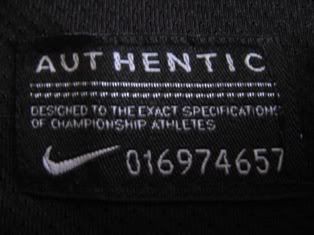 AUTHENTIC
DESIGNED TO THE EXACT SPECIFICATIONS
OF CHAMPIONSHIP ATHLETES
016974657